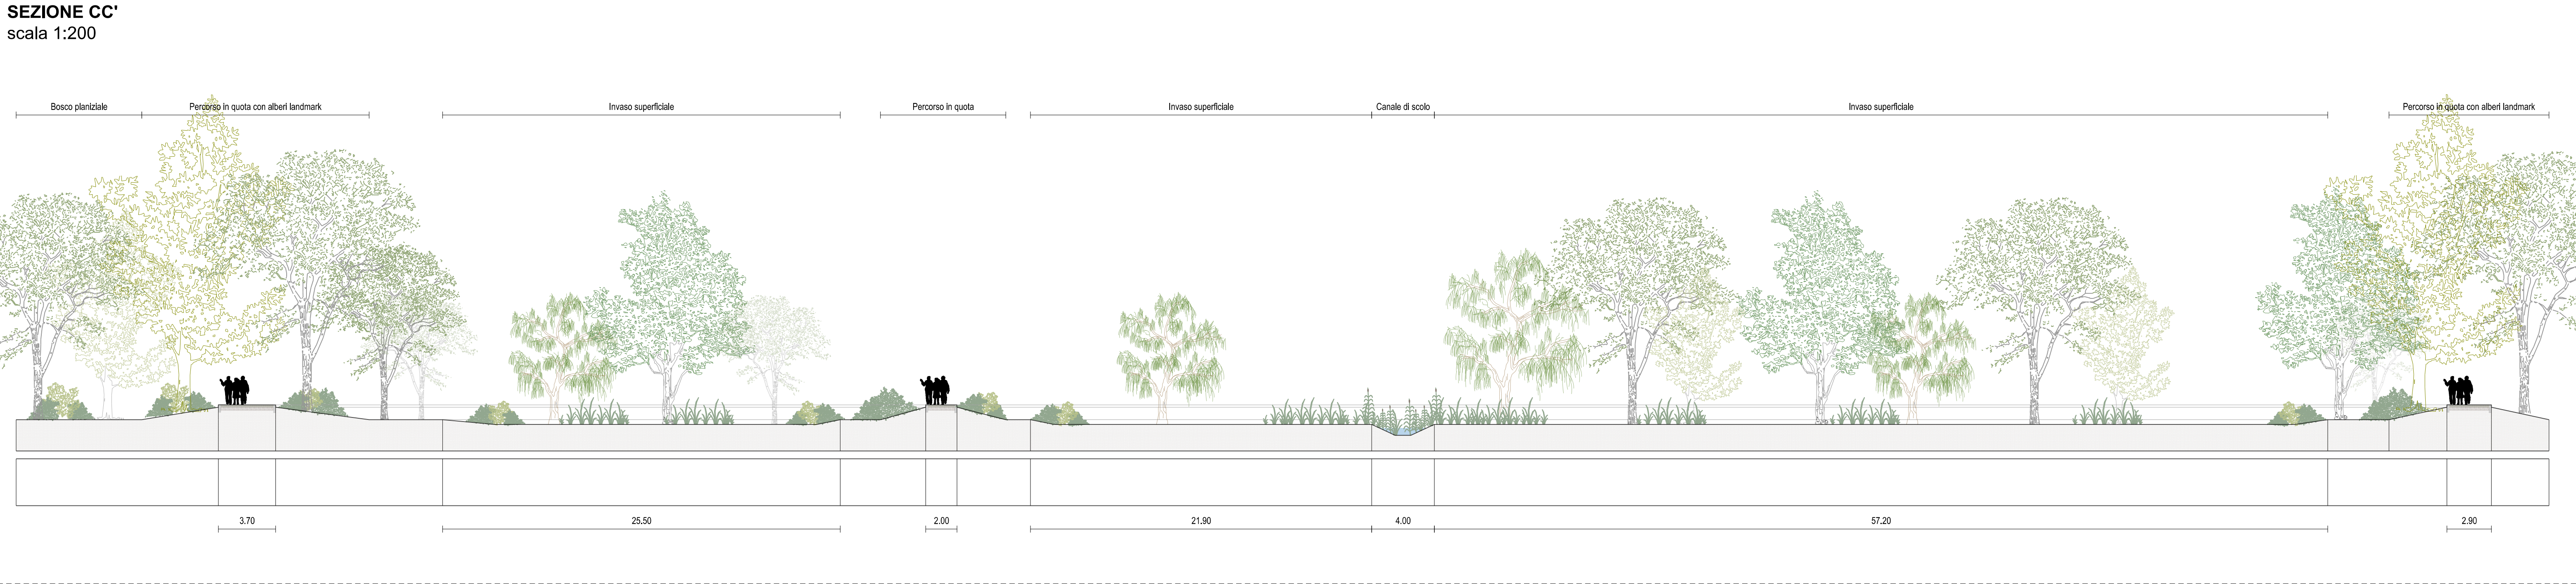 SEZIONE CC'
scala 1:200
Bosco planiziale
Percorso in quota con alberi landmark
Invaso superficiale
Percorso in quota
Invaso superficiale
Canale di scolo
Invaso superficiale
Percorso in quota con alberi landmark
3.70
25.50
2.00
21.90
4.00
57.20
2.90